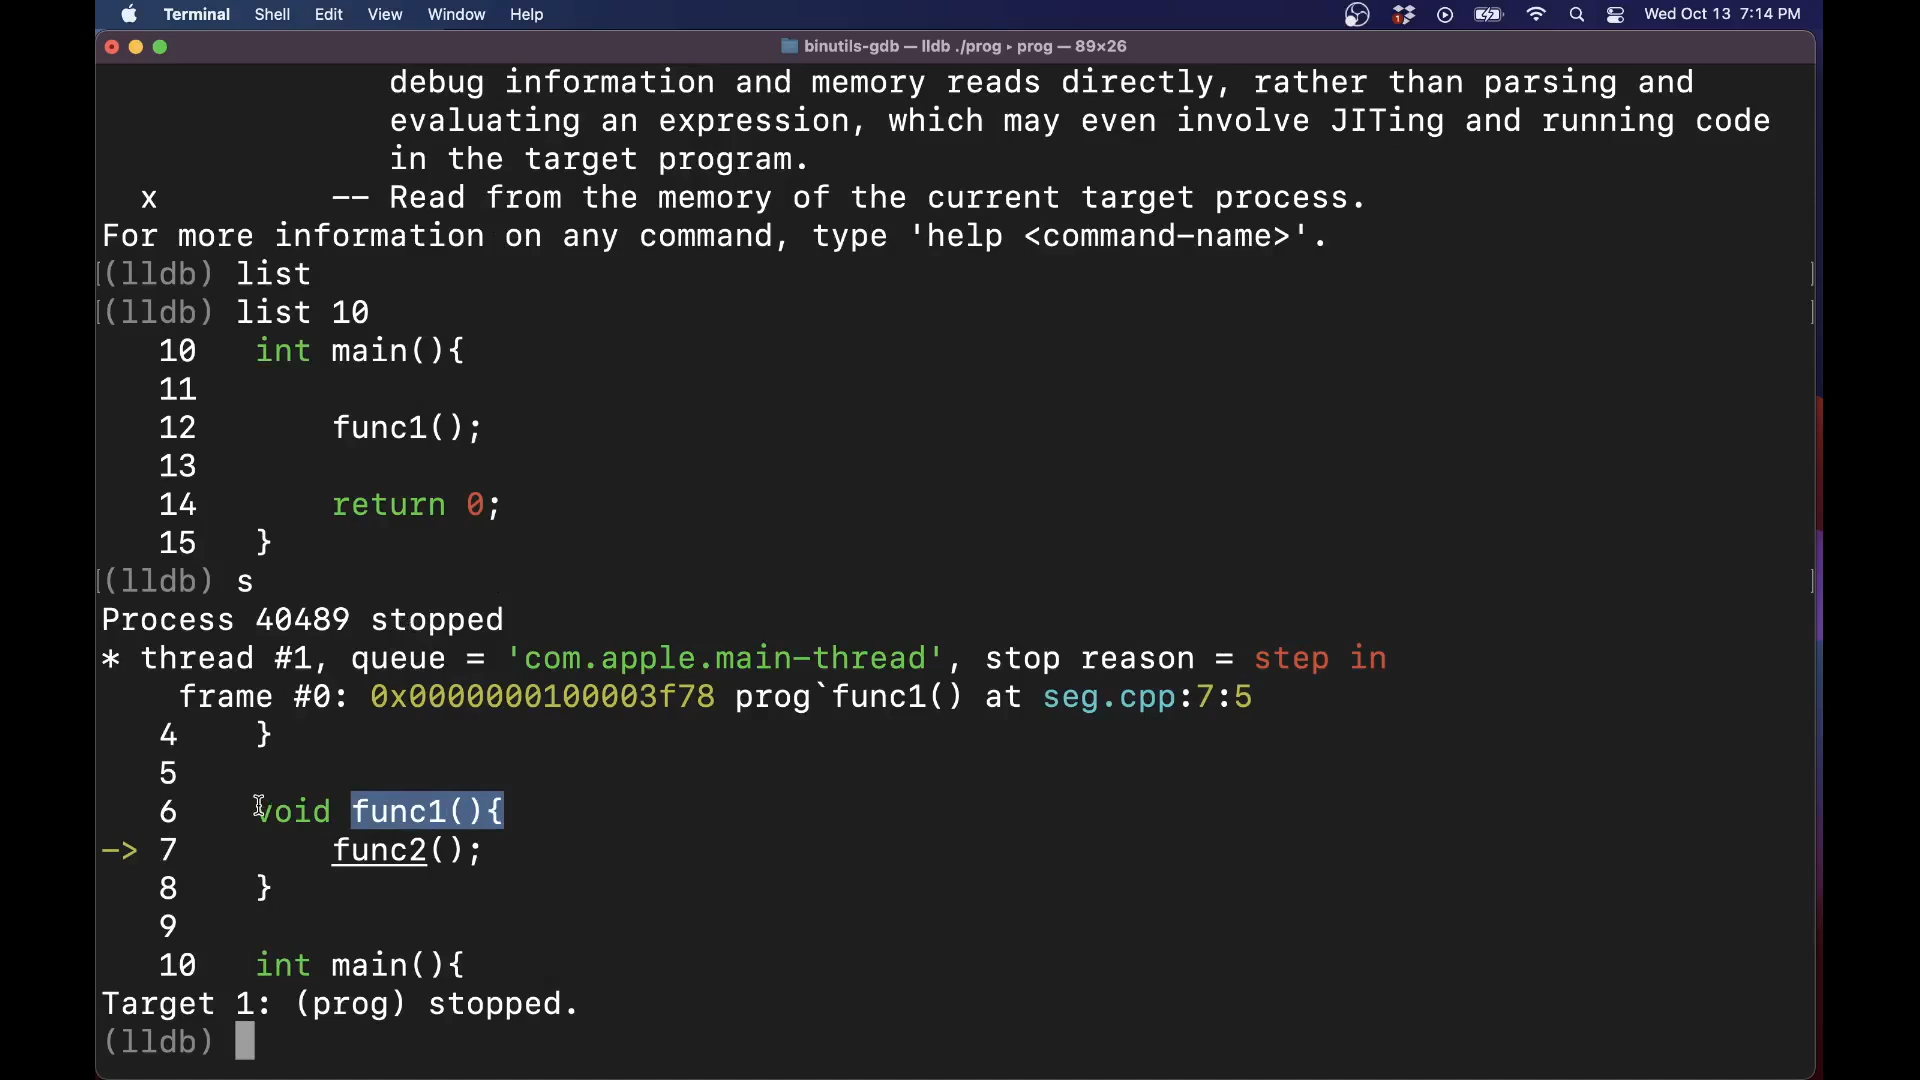 Terminal Shell Edit View Window Help 1 Wed Oct 13 7:14 PM
binutils-gdb — lldb ./prog ▸ prog — 89×26
debug information and memory reads directly, rather than parsing and
evaluating an expression, which may even involve JITing and running code
in the target program.
x -- Read from the memory of the current target process.
For more information on any command, type 'help <command-name>'.
[(lldb) list ]
[(lldb) list 10 ]
10 int main(){
11
12 func1();
13
14 return 0;
15 }
[(lldb) s ]
Process 40489 stopped
* thread #1, queue = 'com.apple.main-thread', stop reason = step in
frame #0: 0x0000000100003f78 prog`func1() at seg.cpp:7:5
4 }
5
6 void func1(){
-> 7 func2();
8 }
9
10 int main(){
Target 1: (prog) stopped.
(lldb)